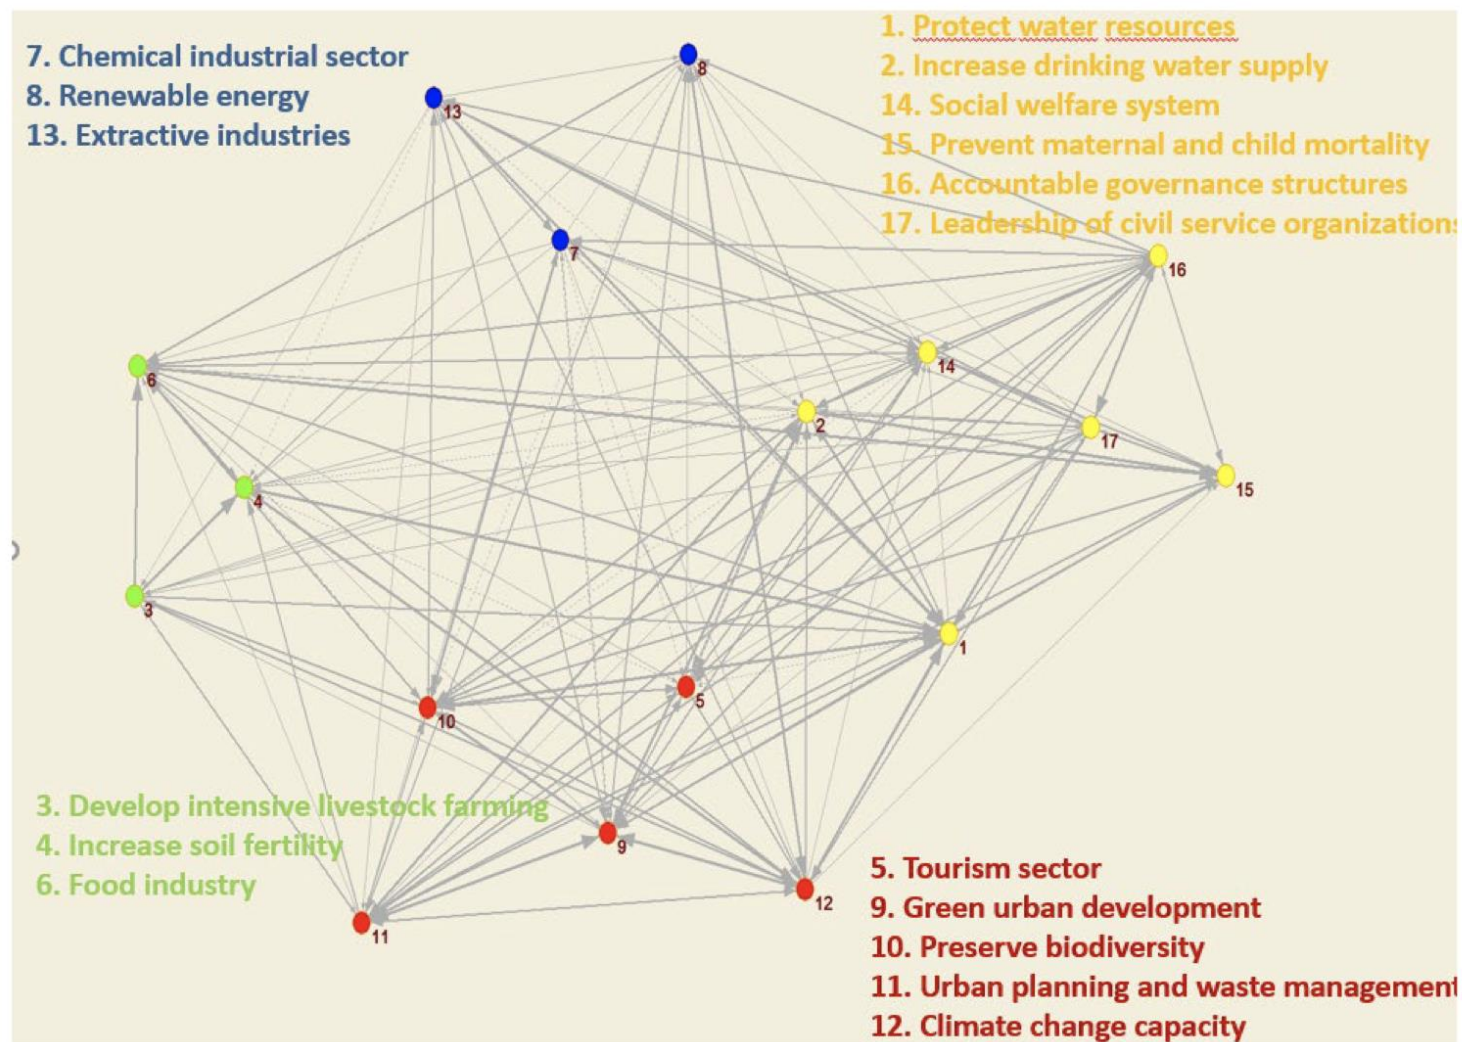 7. Chemical industrial sector
8. Renewable energy
13. Extractive industries
1. Protect water resources
2. Increase drinking water supply
14. Social welfare system
15. Prevent maternal and child mortality
16. Accountable governance structures
17. Leadership of civil service organizations
8
13
7
16
6
14
2
17
4
15
3
1
5
10
9
12
11
3. Develop intensive livestock farming
4. Increase soil fertility
6. Food industry
5. Tourism sector
9. Green urban development
10. Preserve biodiversity
11. Urban planning and waste management
12. Climate change capacity